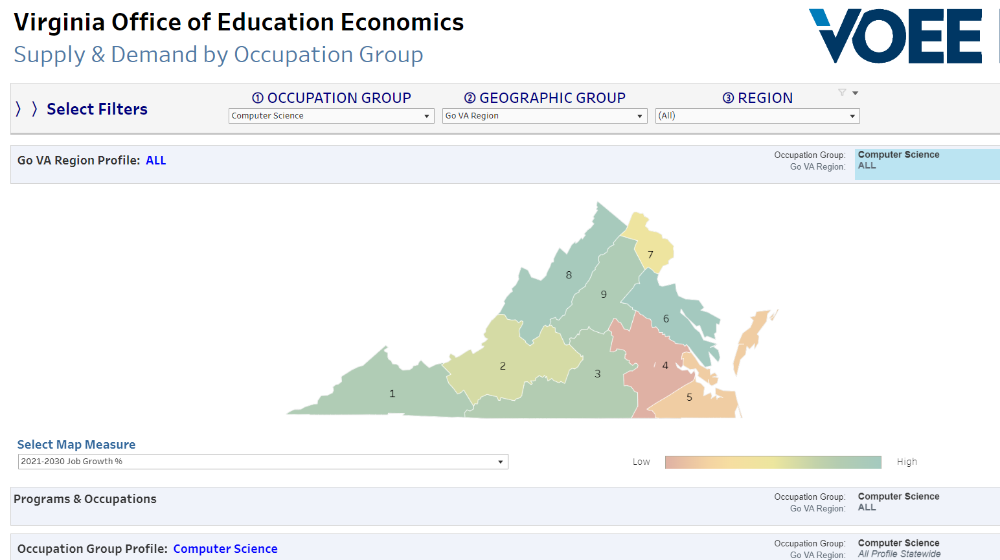 Virginia Office of Education Economics
Supply & Demand by Occupation Group
VOEE
〉〉Select Filters
① OCCUPATION GROUP
② GEOGRAPHIC GROUP
③ REGION
Computer Science
Go VA Region
(All)
Go VA Region Profile: ALL
Occupation Group: Computer Science
Go VA Region: ALL
7
8
9
6
2
4
3
1
5
Select Map Measure
2021-2030 Job Growth %
Low
High
Programs & Occupations
Occupation Group: Computer Science
Go VA Region: ALL
Occupation Group Profile: Computer Science
Occupation Group: Computer Science
Go VA Region: All Profile Statewide